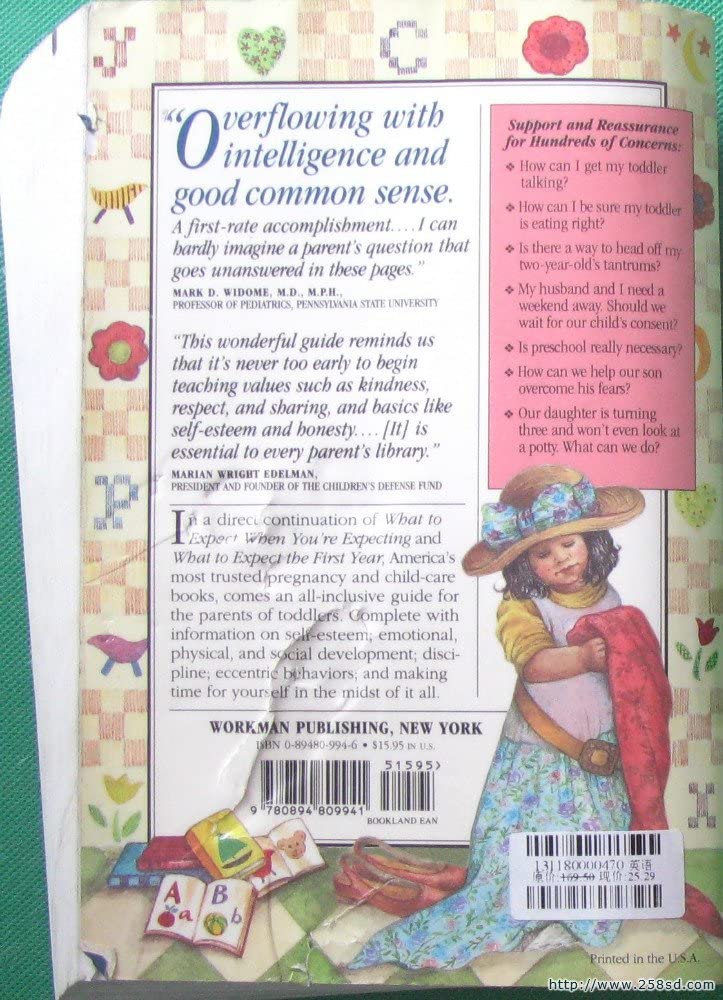 J
C
P
X
"Overflowing with
intelligence and
good common sense.
A first-rate accomplishment.... I can
hardly imagine a parent's question that
goes unanswered in these pages."
MARK D. WIDOME, M.D., M.P.H.,
PROFESSOR OF PEDIATRICS, PENNSYLVANIA STATE UNIVERSITY
"This wonderful guide reminds us
that it's never too early to begin
teaching values such as kindness,
respect, and sharing, and basics like
self-esteem and honesty.... [It] is
essential to every parent's library."
MARIAN WRIGHT EDELMAN,
PRESIDENT AND FOUNDER OF THE CHILDREN'S DEFENSE FUND
In a direct continuation of What to
Expect When You're Expecting and
What to Expect the First Year, America's
most trusted pregnancy and child-care
books, comes an all-inclusive guide for
the parents of toddlers. Complete with
information on self-esteem; emotional,
physical, and social development; disci-
pline; eccentric behaviors; and making
time for yourself in the midst of it all.
Support and Reassurance
for Hundreds of Concerns:
❖ How can I get my toddler
talking?
❖ How can I be sure my toddler
is eating right?
❖ Is there a way to head off my
two-year-old's tantrums?
❖ My husband and I need a
weekend away. Should we
wait for our child's consent?
❖ Is preschool really necessary?
❖ How can we help our son
overcome his fears?
❖ Our daughter is turning
three and won't even look at
a potty. What can we do?
WORKMAN PUBLISHING, NEW YORK
ISBN 0-89480-994-6 • $15.95 IN U.S.
51595>
9 780894 809941
BOOKLAND EAN
A
a
B
b
13J180000470 英语
原价:169.50 现价:25.29
Printed in the U.S.A.
http://www.258sd.com